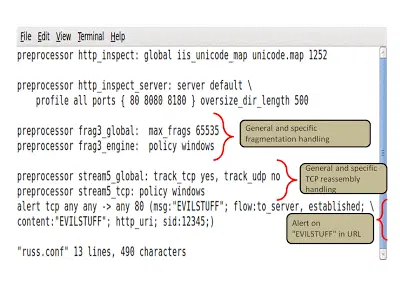 File Edit View Terminal Help
preprocessor http_inspect: global iis_unicode_map unicode.map 1252
preprocessor http_inspect_server: server default \
profile all ports { 80 8080 8180 } oversize_dir_length 500
preprocessor frag3_global: max_frags 65535
preprocessor frag3_engine: policy windows
General and specific
fragmentation handling
preprocessor stream5_global: track_tcp yes, track_udp no
preprocessor stream5_tcp: policy windows
General and specific
TCP reassembly
handling
alert tcp any any -> any 80 (msg:"EVILSTUFF"; flow:to_server, established; \
content:"EVILSTUFF"; http_uri; sid:12345;)
Alert on
"EVILSTUFF" in URL
"russ.conf" 13 lines, 490 characters